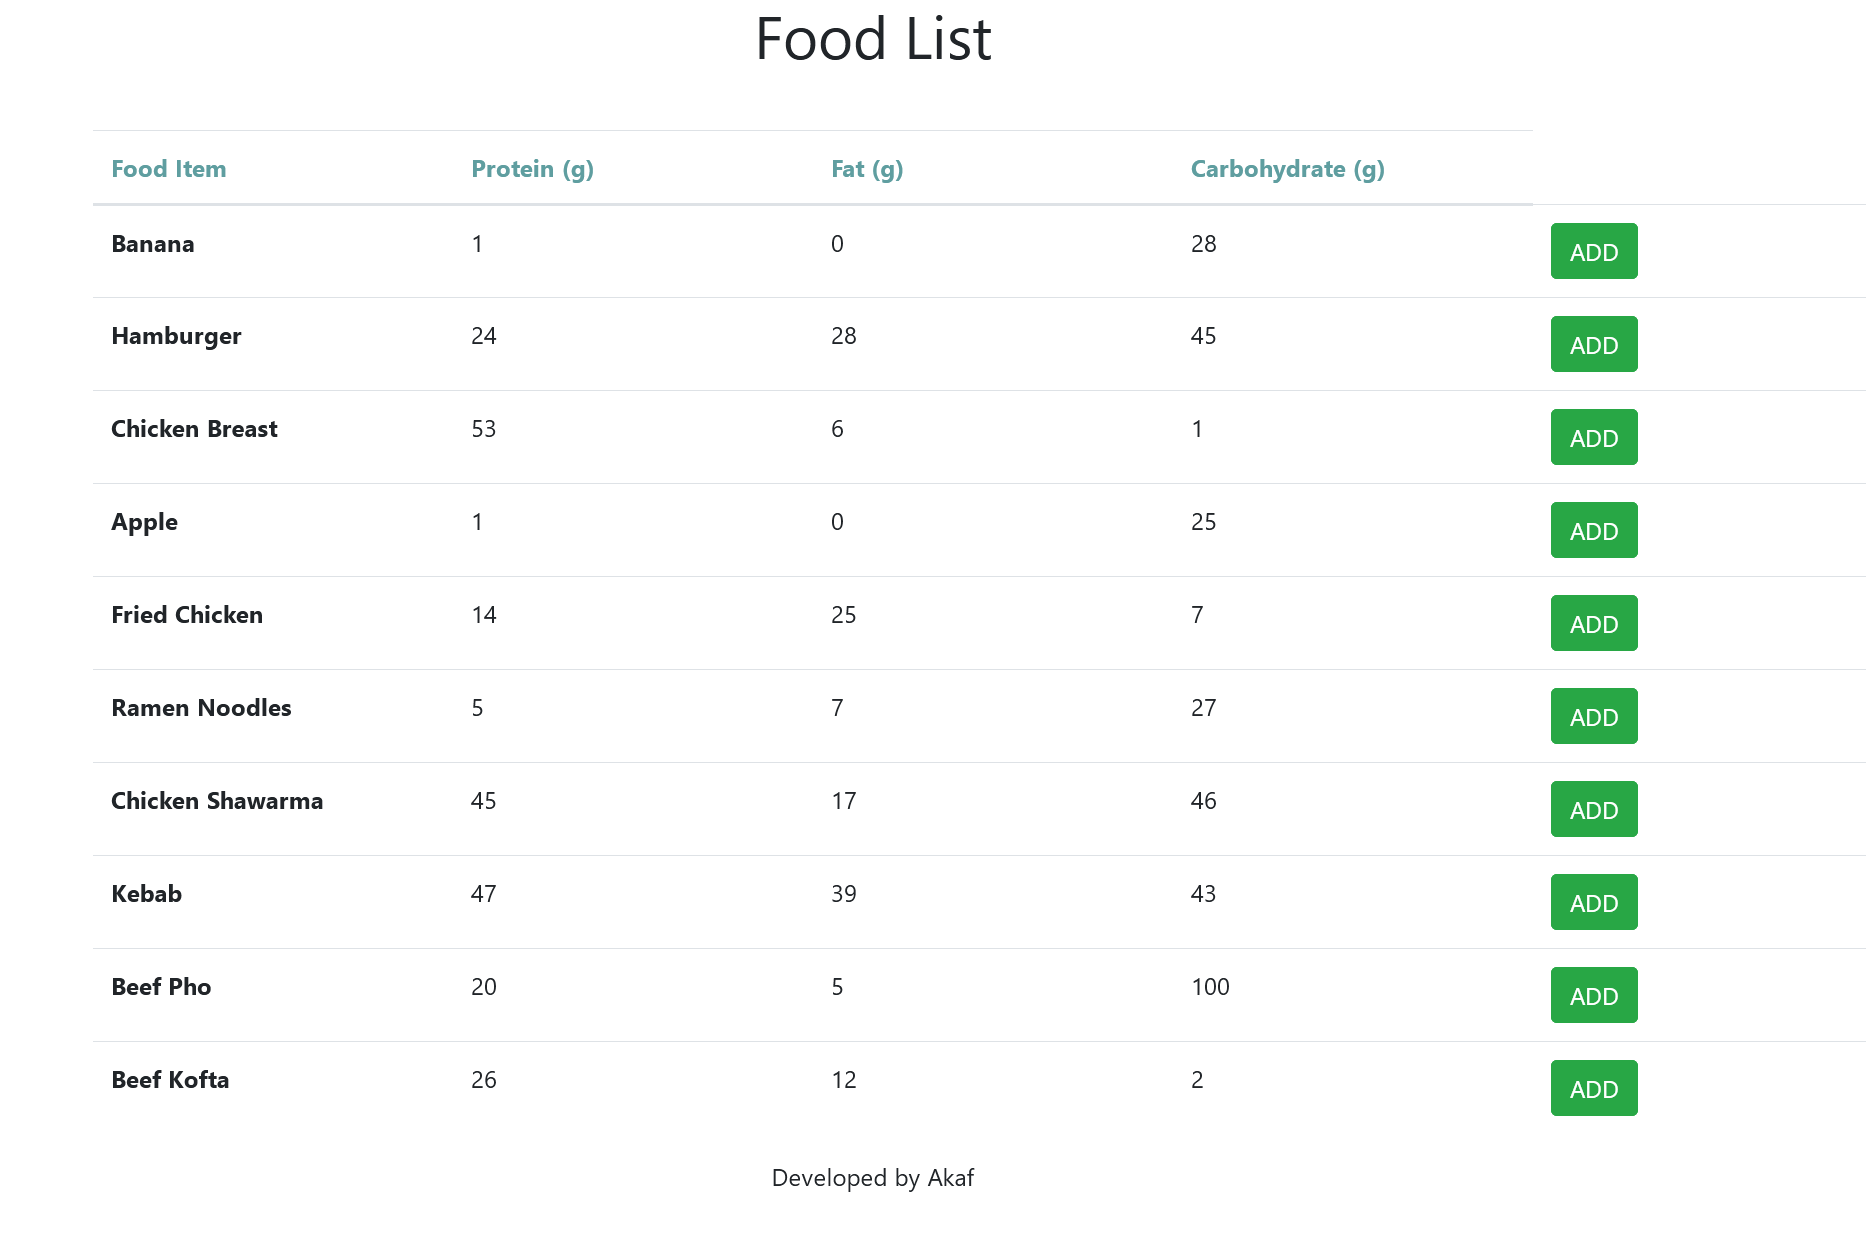 Food List
Food Item Protein (g) Fat (g) Carbohydrate (g)
Banana 1 0 28 ADD
Hamburger 24 28 45 ADD
Chicken Breast 53 6 1 ADD
Apple 1 0 25 ADD
Fried Chicken 14 25 7 ADD
Ramen Noodles 5 7 27 ADD
Chicken Shawarma 45 17 46 ADD
Kebab 47 39 43 ADD
Beef Pho 20 5 100 ADD
Beef Kofta 26 12 2 ADD
Developed by Akaf